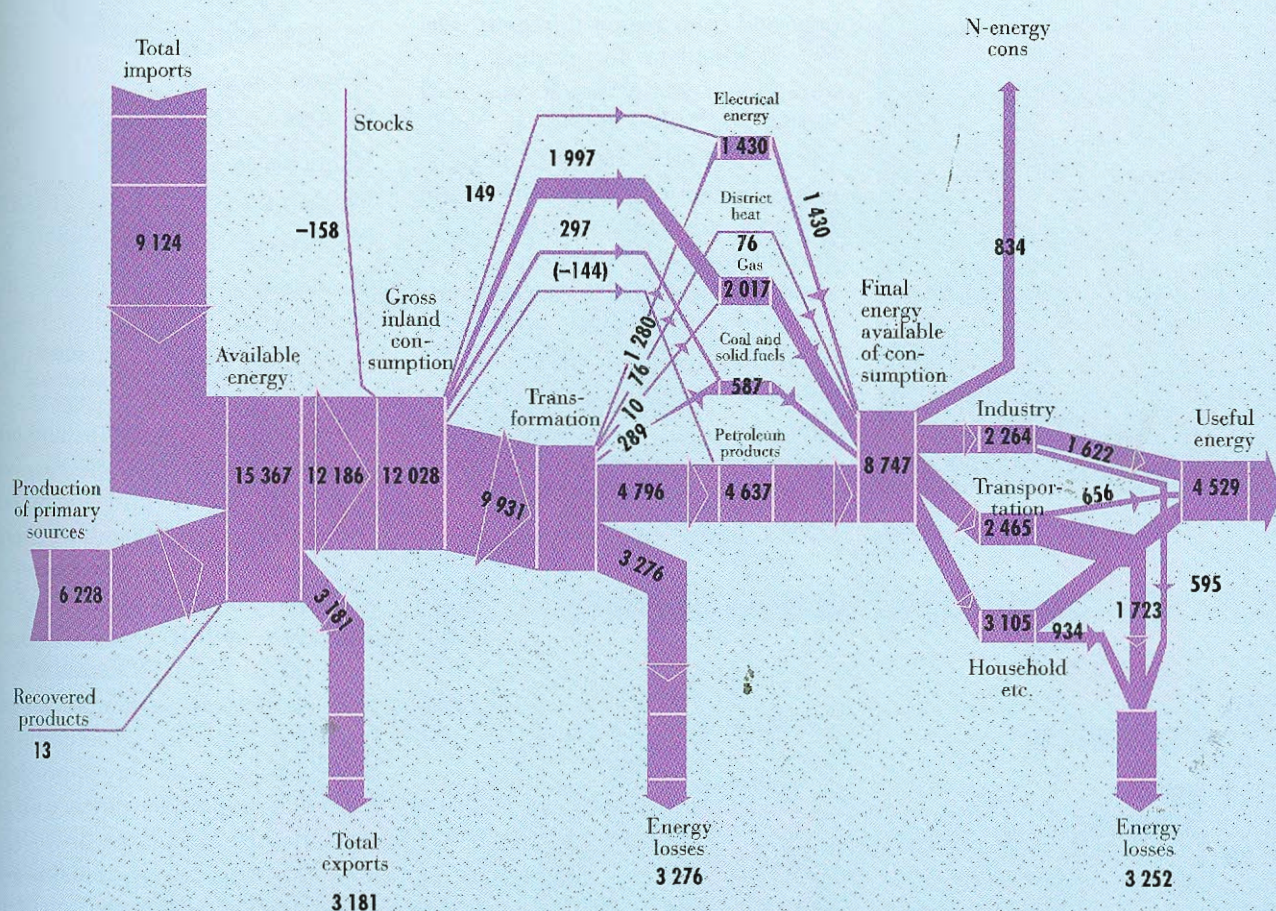 Total
imports
9 124
Stocks
–158
Production
of primary
sources
6 228
Recovered
products
13
Available
energy
15 367
12 186
3 181
Total
exports
3 181
Gross
inland
con-
sumption
12 028
149
1 997
297
(–144)
9 931
Trans-
formation
1 280
76
10
289
4 796
3 276
Energy
losses
3 276
Electrical
energy
1 430
1 430
District
heat
76
Gas
2 017
Coal and
solid fuels
587
Petroleum
products
4 637
Final
energy
available
of con-
sumption
8 747
N-energy
cons
834
Industry
2 264
1 622
Transpor-
tation
2 465
656
3 105
Household
etc.
934
1 723
595
Useful
energy
4 529
Energy
losses
3 252